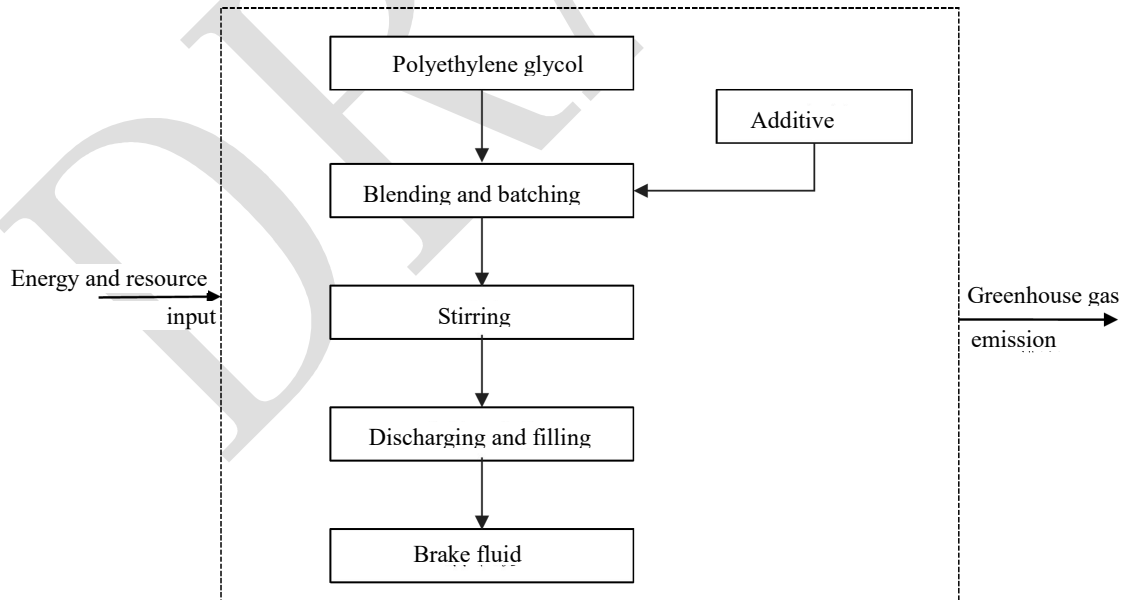 Polyethylene glycol
Additive
Blending and batching
Energy and resource
input
Stirring
Greenhouse gas
emission
Discharging and filling
Brake fluid